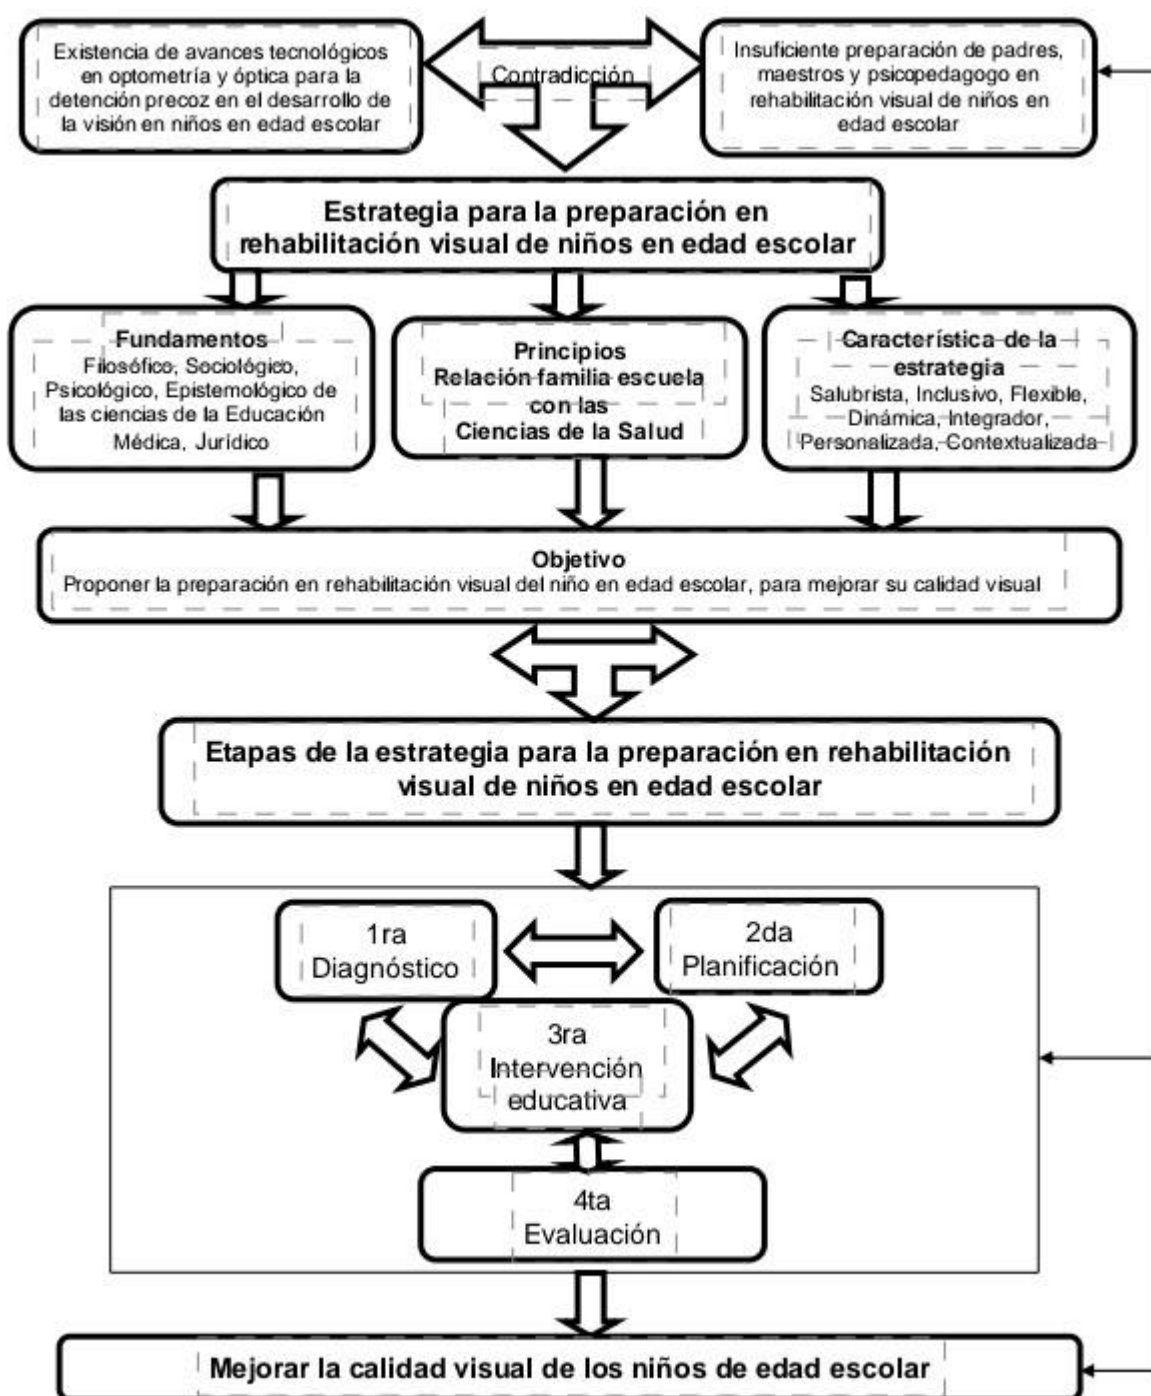 Existencia de avances tecnológicos
en optometría y óptica para la
detención precoz en el desarrollo de
la visión en niños en edad escolar
Contradicción
Insuficiente preparación de padres,
maestros y psicopedagogo en
rehabilitación visual de niños en
edad escolar
Estrategia para la preparación en
rehabilitación visual de niños en edad escolar
Fundamentos
Filosófico, Sociológico,
Psicológico, Epistemológico de
las ciencias de la Educación
Médica, Jurídico
Principios
Relación familia escuela
con las
Ciencias de la Salud
Característica de la
estrategia
Salubrista, Inclusivo, Flexible,
Dinámica, Integrador,
Personalizada, Contextualizada
Objetivo
Proponer la preparación en rehabilitación visual del niño en edad escolar, para mejorar su calidad visual
Etapas de la estrategia para la preparación en rehabilitación
visual de niños en edad escolar
1ra
Diagnóstico
2da
Planificación
3ra
Intervención
educativa
4ta
Evaluación
Mejorar la calidad visual de los niños de edad escolar